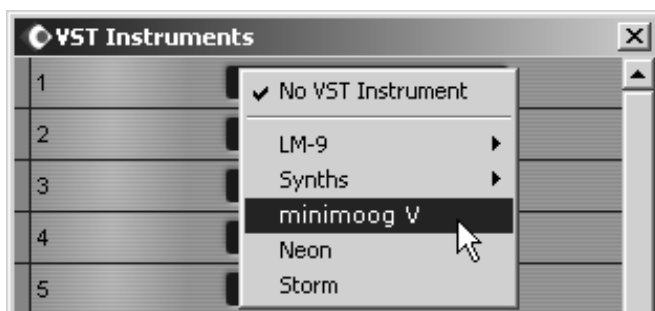 VST Instruments
1
No VST Instrument
2
LM-9
3
Synths
minimoog V
4
Neon
5
Storm